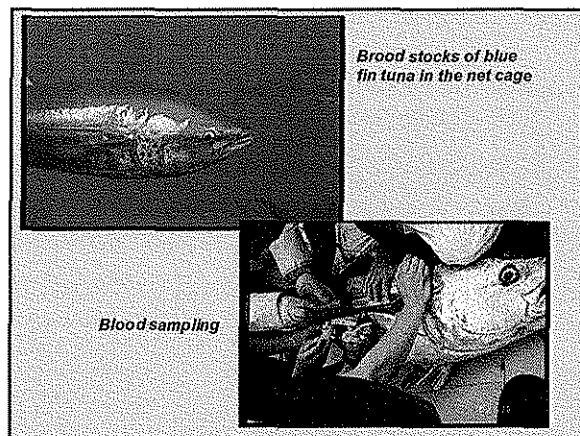 Brood stocks of blue
fin tuna in the net cage
Blood sampling